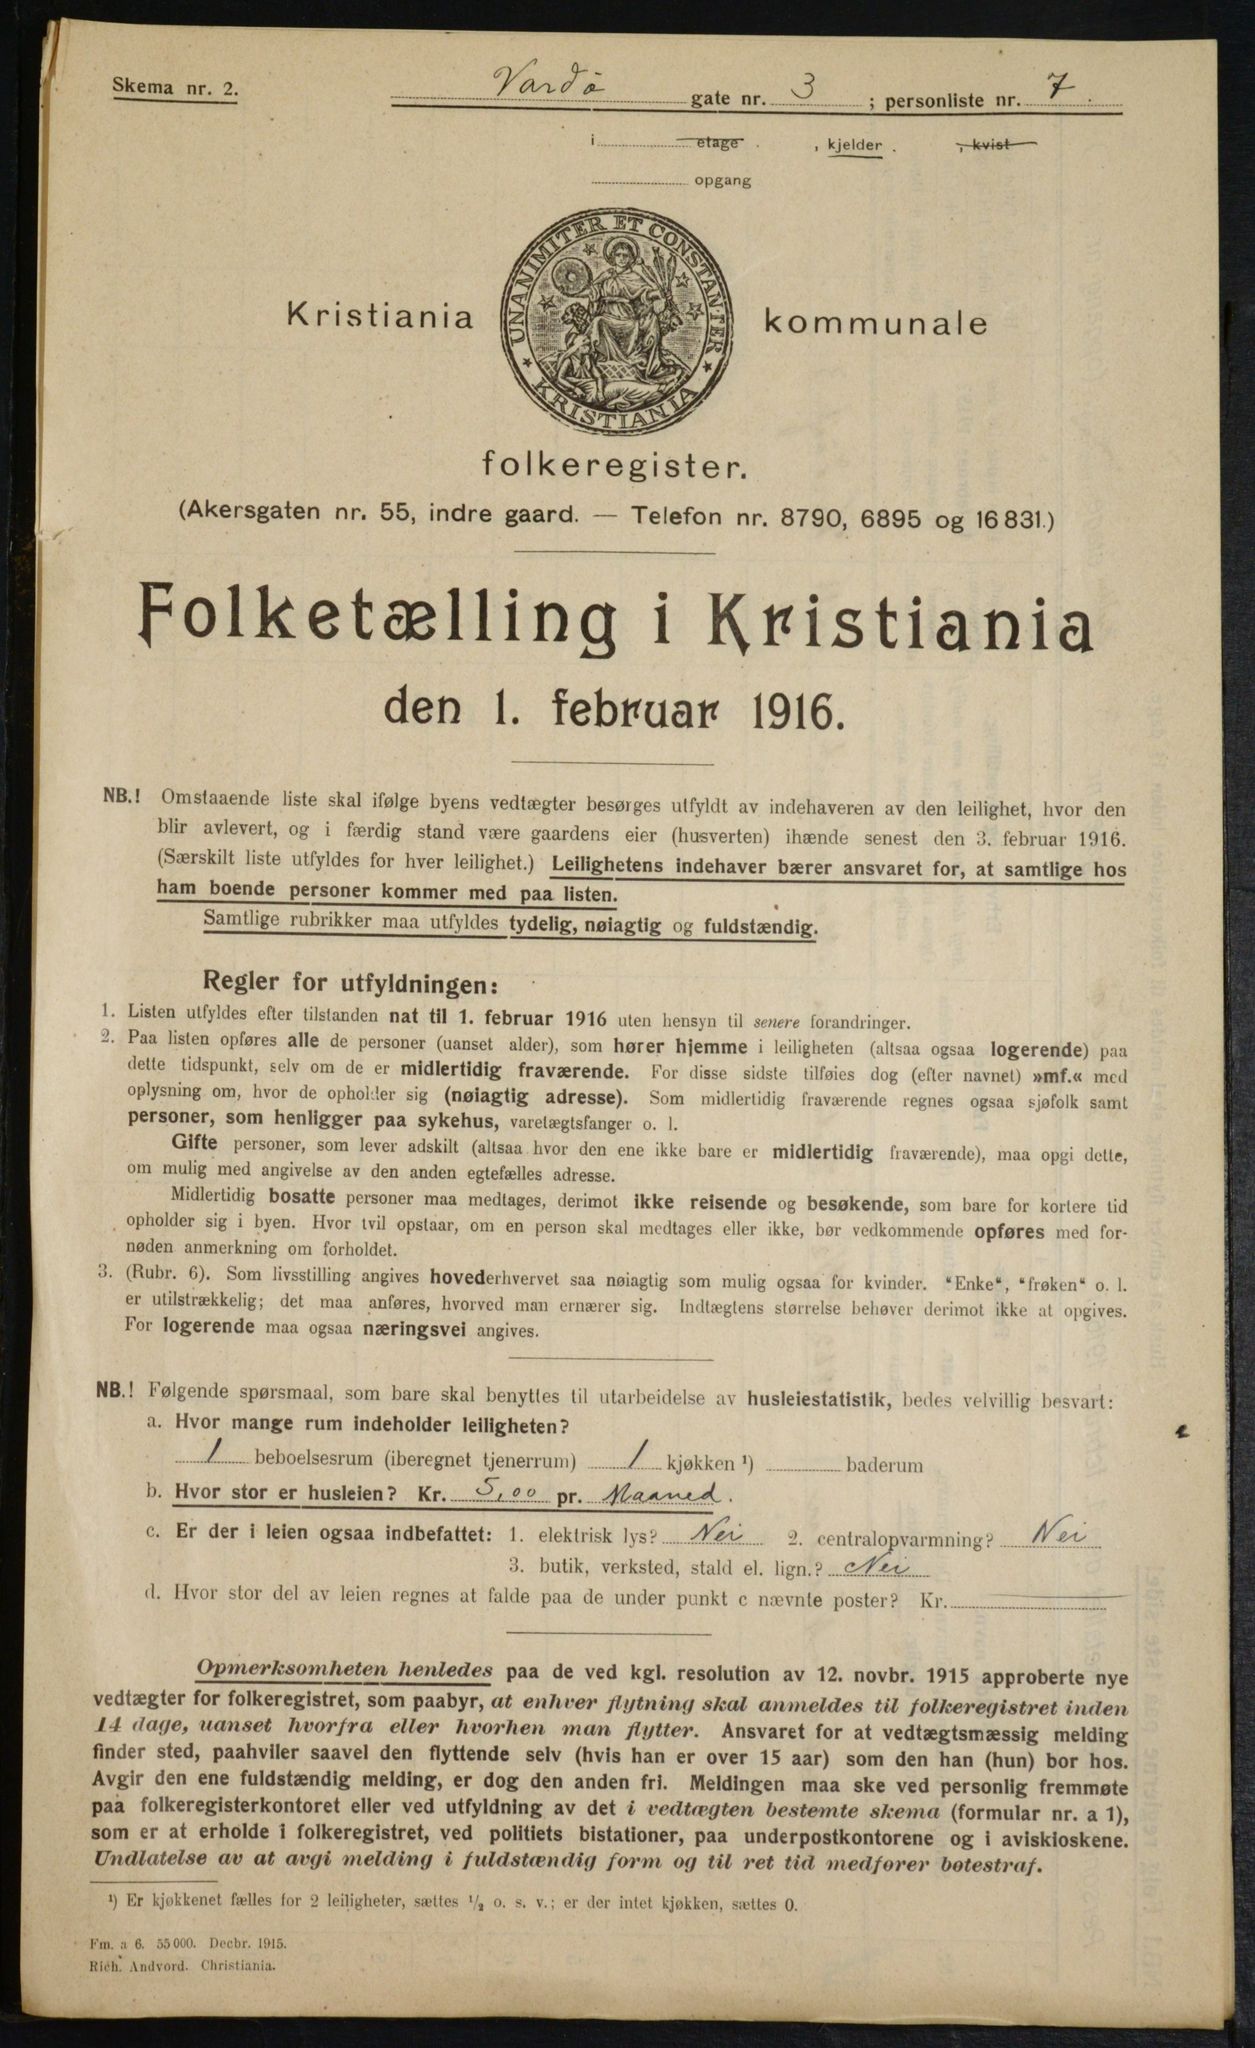 Skema nr. 2.
Vardø gate nr. 3 ; personliste nr. 7
i etage . , kjelder . , kvist
opgang
UNANIMITER ET CONSTANTER
KRISTIANIA
Kristiania kommunale
folkeregister.
(Akersgaten nr. 55, indre gaard. — Telefon nr. 8790, 6895 og 16831.)
Folketælling i Kristiania
den 1. februar 1916.
NB.! Omstaaende liste skal ifølge byens vedtægter besørges utfyldt av indehaveren av den leilighet, hvor den
blir avlevert, og i færdig stand være gaardens eier (husverten) ihænde senest den 3. februar 1916.
(Særskilt liste utfyldes for hver leilighet.) Leilighetens indehaver bærer ansvaret for, at samtlige hos
ham boende personer kommer med paa listen.
Samtlige rubrikker maa utfyldes tydelig, nøiagtig og fuldstændig.
Regler for utfyldningen:
1. Listen utfyldes efter tilstanden nat til 1. februar 1916 uten hensyn til senere forandringer.
2. Paa listen opføres alle de personer (uanset alder), som hører hjemme i leiligheten (altsaa ogsaa logerende) paa
dette tidspunkt, selv om de er midlertidig fraværende. For disse sidste tilføies dog (efter navnet) »mf.« med
oplysning om, hvor de opholder sig (nøiagtig adresse). Som midlertidig fraværende regnes ogsaa sjøfolk samt
personer, som henligger paa sykehus, varetægtsfanger o. l.
Gifte personer, som lever adskilt (altsaa hvor den ene ikke bare er midlertidig fraværende), maa opgi dette,
om mulig med angivelse av den anden egtefælles adresse.
Midlertidig bosatte personer maa medtages, derimot ikke reisende og besøkende, som bare for kortere tid
opholder sig i byen. Hvor tvil opstaar, om en person skal medtages eller ikke, bør vedkommende opføres med for-
nøden anmerkning om forholdet.
3. (Rubr. 6). Som livsstilling angives hovederhvervet saa nøiagtig som mulig ogsaa for kvinder. "Enke", "frøken" o. l.
er utilstrækkelig; det maa anføres, hvorved man ernærer sig. Indtægtens størrelse behøver derimot ikke at opgives.
For logerende maa ogsaa næringsvei angives.
NB.! Følgende spørsmaal, som bare skal benyttes til utarbeidelse av husleiestatistik, bedes velvillig besvart:
a. Hvor mange rum indeholder leiligheten?
1 beboelsesrum (iberegnet tjenerrum) 1 kjøkken ¹) baderum
b. Hvor stor er husleien? Kr. 5,00 pr. Maaned.
c. Er der i leien ogsaa indbefattet: 1. elektrisk lys? Nei 2. centralopvarmning? Nei
3. butik, verksted, stald el. lign.? Nei
d. Hvor stor del av leien regnes at falde paa de under punkt c nævnte poster? Kr.
Opmerksomheten henledes paa de ved kgl. resolution av 12. novbr. 1915 approberte nye
vedtægter for folkeregistret, som paabyr, at enhver flytning skal anmeldes til folkeregistret inden
14 dage, uanset hvorfra eller hvorhen man flytter. Ansvaret for at vedtægtsmæssig melding
finder sted, paahviler saavel den flyttende selv (hvis han er over 15 aar) som den han (hun) bor hos.
Avgir den ene fuldstændig melding, er dog den anden fri. Meldingen maa ske ved personlig fremmøte
paa folkeregisterkontoret eller ved utfyldning av det i vedtægten bestemte skema (formular nr. a 1),
som er at erholde i folkeregistret, ved politiets bistationer, paa underpostkontorene og i aviskioskene.
Undlatelse av at avgi melding i fuldstændig form og til ret tid medfører bøtestraf.
¹) Er kjøkkenet fælles for 2 leiligheter, sættes ½ o. s. v.; er der intet kjøkken, sættes 0.
Fm. a 6. 55000. Decbr. 1915.
Rich. Andvord. Christiania.